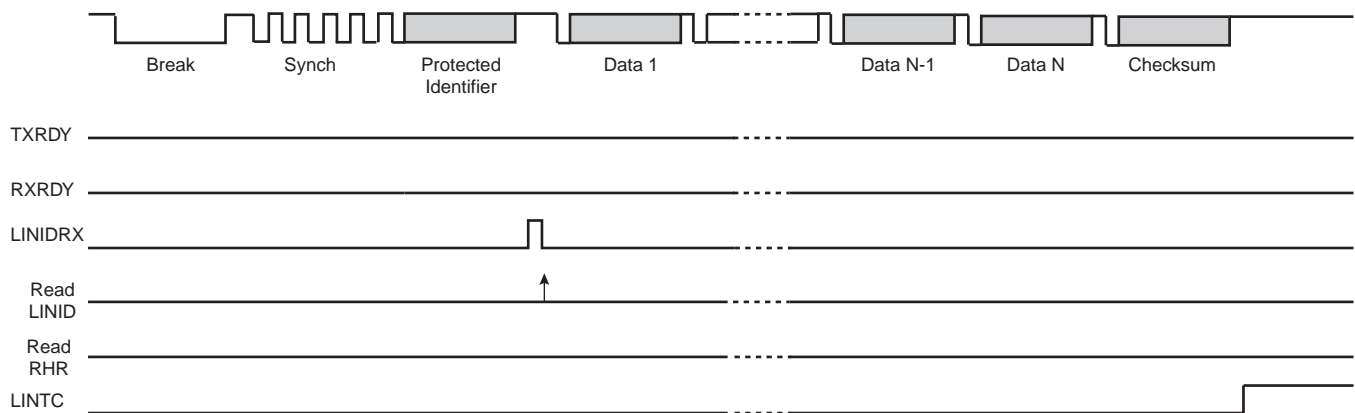 Break Synch Protected Identifier Data 1 Data N-1 Data N Checksum
TXRDY
RXRDY
LINIDRX
Read
LINID
Read
RHR
LINTC